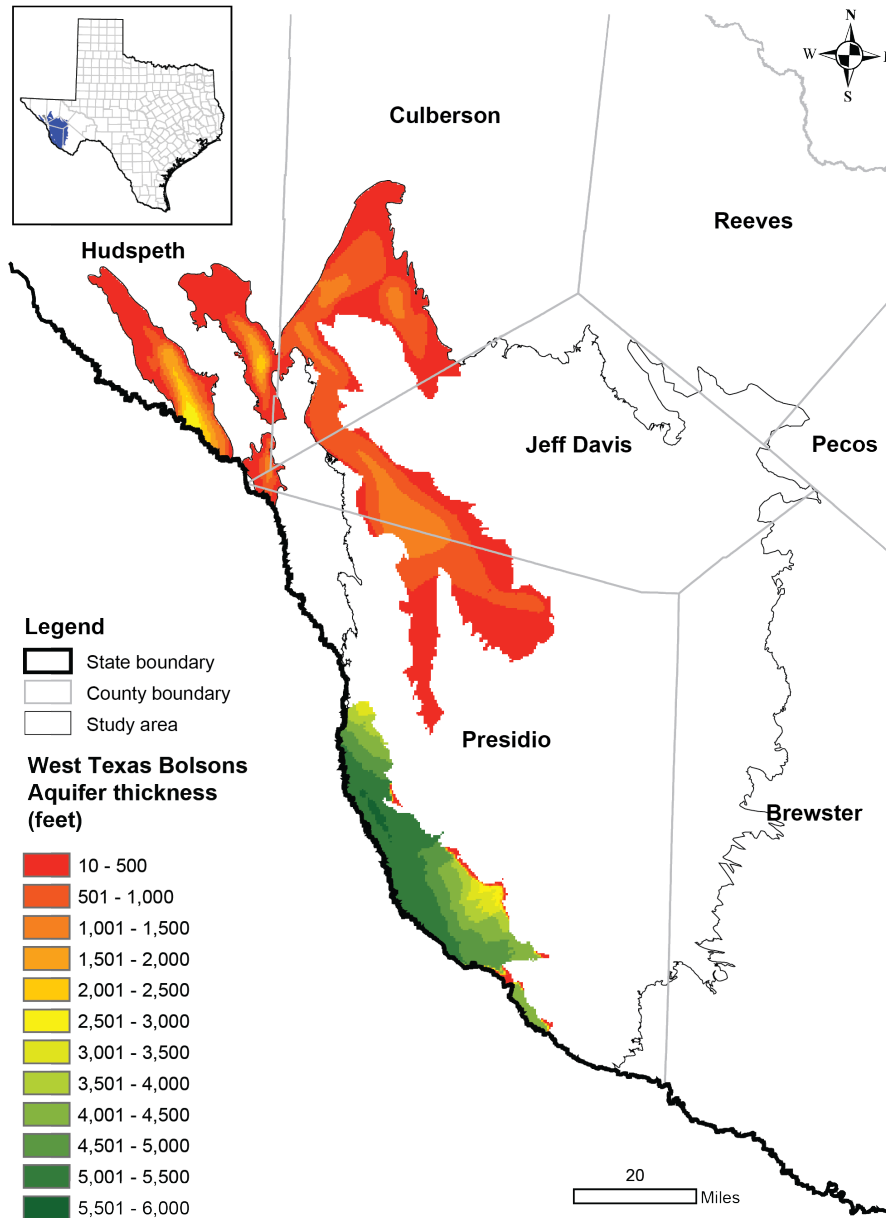 N
W
E
S
Culberson
Reeves
Hudspeth
Jeff Davis
Pecos
Legend
State boundary
County boundary
Study area
Presidio
West Texas Bolsons
Aquifer thickness
(feet)
Brewster
10 - 500
501 - 1,000
1,001 - 1,500
1,501 - 2,000
2,001 - 2,500
2,501 - 3,000
3,001 - 3,500
3,501 - 4,000
4,001 - 4,500
4,501 - 5,000
5,001 - 5,500
5,501 - 6,000
20
Miles